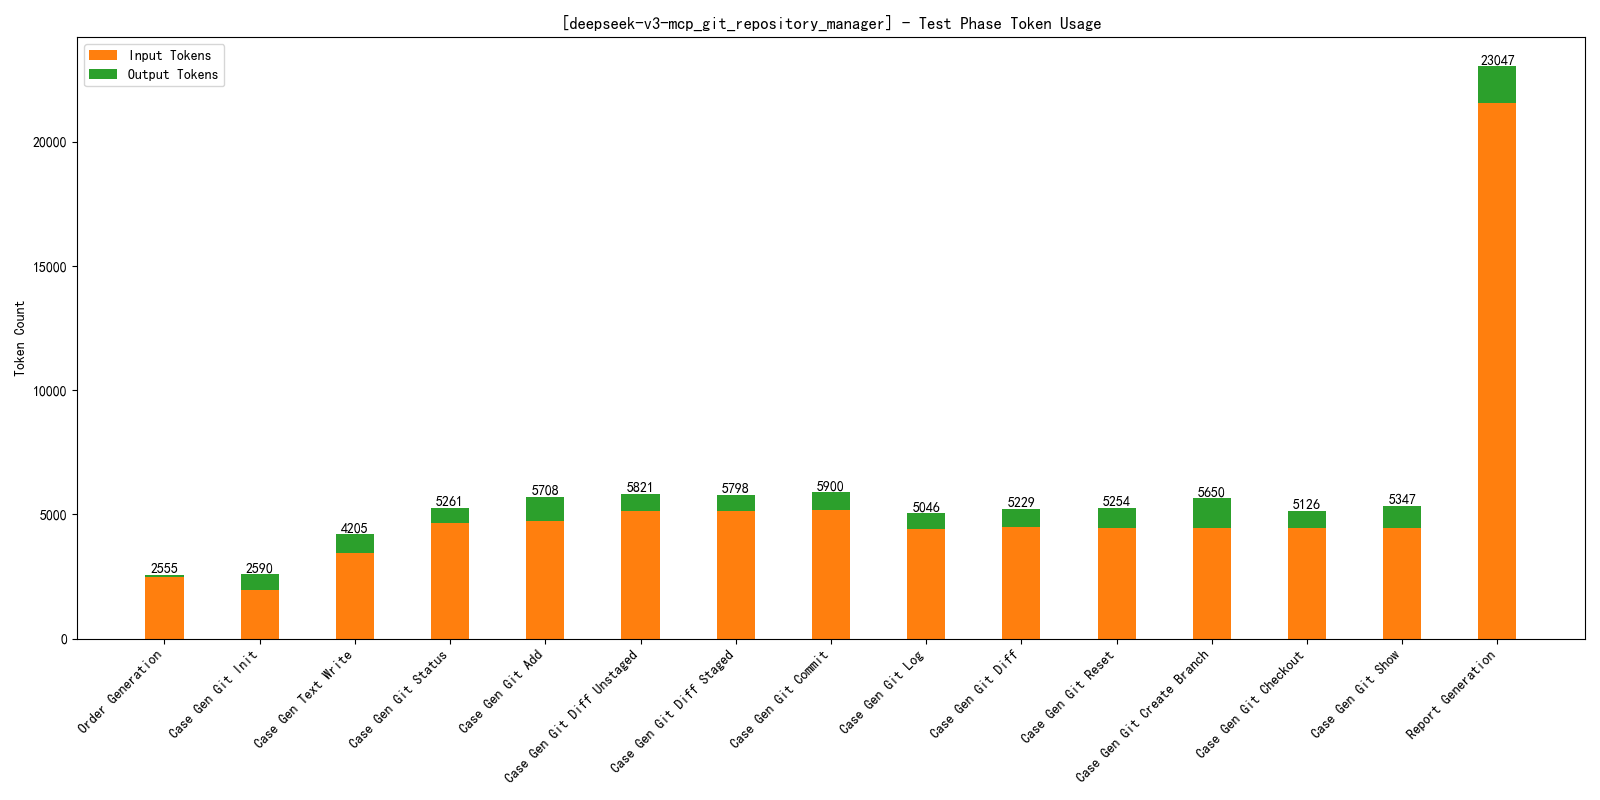 [deepseek-v3-mcp_git_repository_manager] - Test Phase Token Usage
Input Tokens
Output Tokens
Token Count
20000
15000
10000
5000
0
2555
2590
4205
5261
5708
5821
5798
5900
5046
5229
5254
5650
5126
5347
23047
Order Generation
Case Gen Git Init
Case Gen Text Write
Case Gen Git Status
Case Gen Git Add
Case Gen Git Diff Unstaged
Case Gen Git Diff Staged
Case Gen Git Commit
Case Gen Git Log
Case Gen Git Diff
Case Gen Git Reset
Case Gen Git Create Branch
Case Gen Git Checkout
Case Gen Git Show
Report Generation